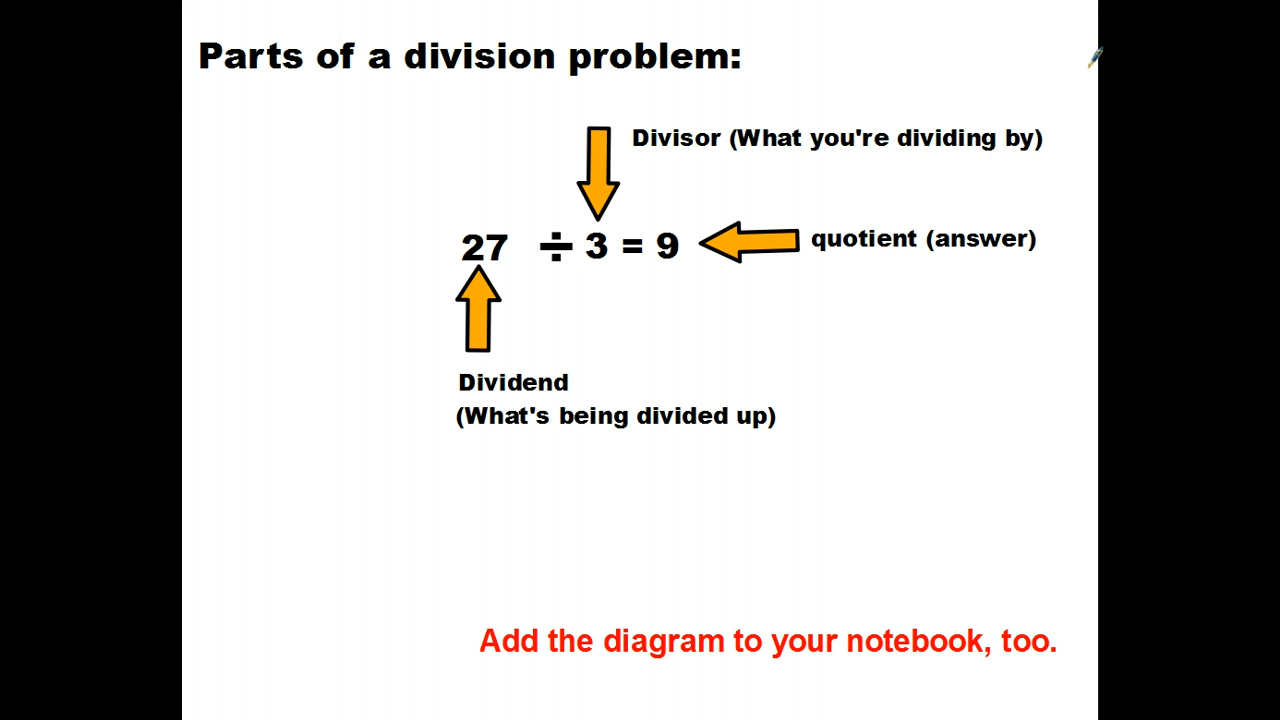 Parts of a division problem:
Divisor (What you're dividing by)
27 ÷ 3 = 9
quotient (answer)
Dividend
(What's being divided up)
Add the diagram to your notebook, too.